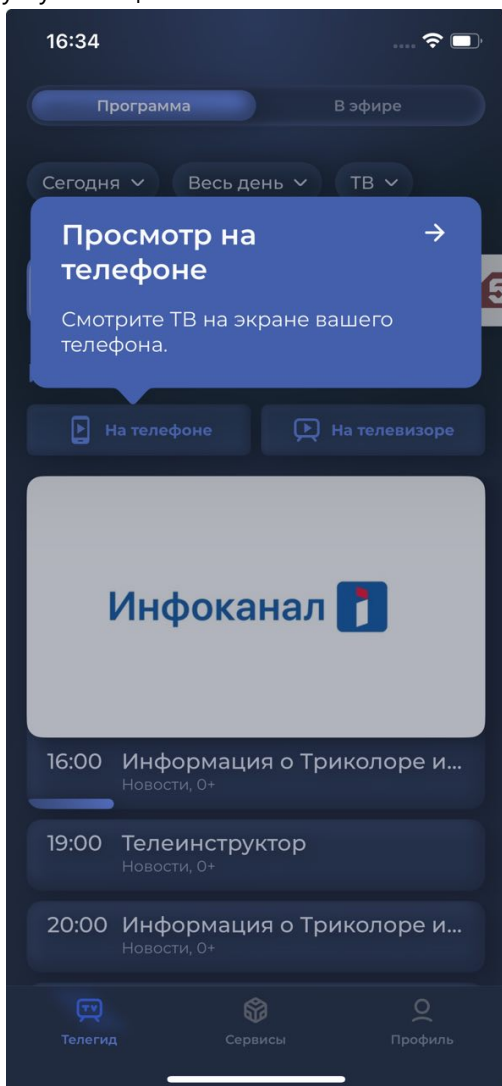 16:34
Программа
В эфире
Сегодня
Весь день
ТВ
Просмотр на
телефоне
Смотрите ТВ на экране вашего
телефона.
5
На телефоне
На телевизоре
Инфоканал
16:00 Информация о Триколоре и...
Новости, 0+
19:00 Телеинструктор
Новости, 0+
20:00 Информация о Триколоре и...
Новости, 0+
TV
Телегид
Сервисы
Профиль